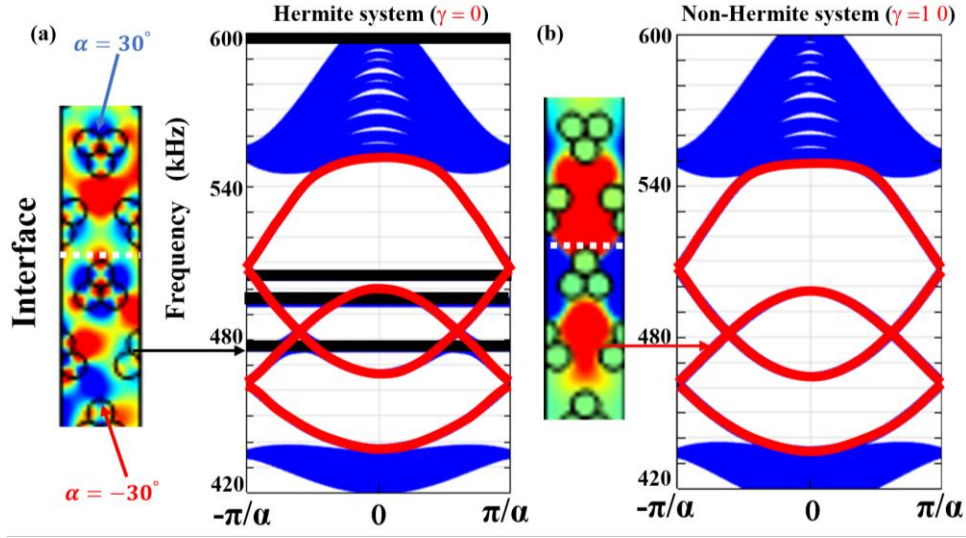 Hermite system (γ = 0)
Non-Hermite system (γ =1 0)
(a)
α = 30°
(b)
Interface
α = −30°
Frequency (kHz)
600
540
480
420
-π/α
0
π/α
600
540
480
420
-π/α
0
π/α